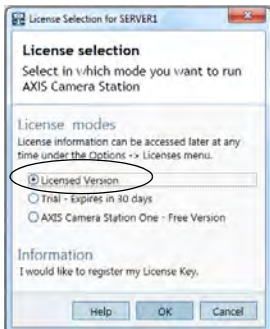 License Selection for SERVER1
License selection
Select in which mode you want to run
AXIS Camera Station
License modes
License information can be accessed later at any
time under the Options -> Licenses menu.
Licensed Version
Trial - Expires in 30 days
AXIS Camera Station One - Free Version
Information
I would like to register my License Key.
Help OK Cancel